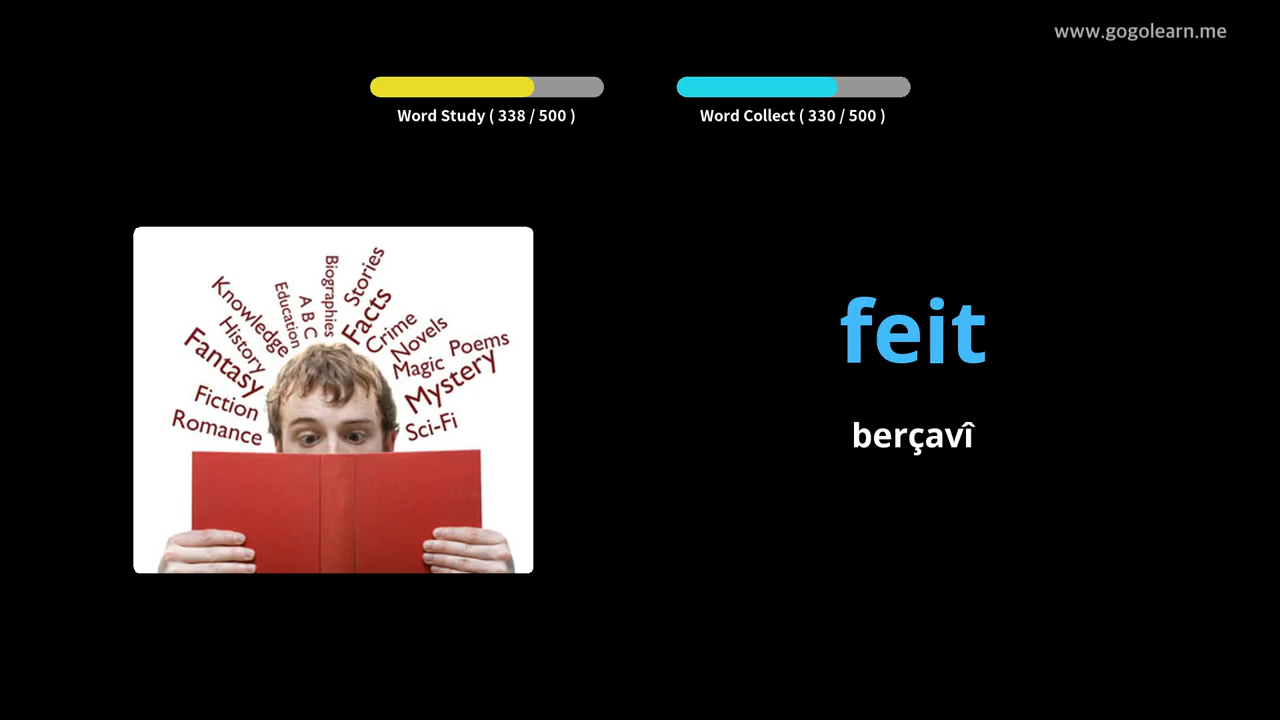 www.gogolearn.me
Word Study ( 338 / 500 )
Word Collect ( 330 / 500 )
Biographies
Stories
Education
A B C
Facts
Knowledge
Crime
History
Novels
Poems
Fantasy
Magic
Mystery
Fiction
Sci-Fi
Romance
feit
berçavî